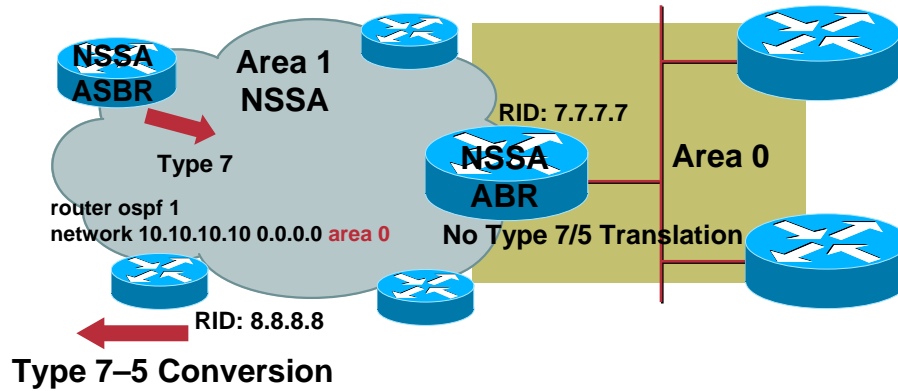 NSSA
ASBR
Area 1
NSSA
RID: 7.7.7.7
Type 7
NSSA
ABR
Area 0
router ospf 1
network 10.10.10.10 0.0.0.0 area 0
No Type 7/5 Translation
RID: 8.8.8.8
Type 7–5 Conversion